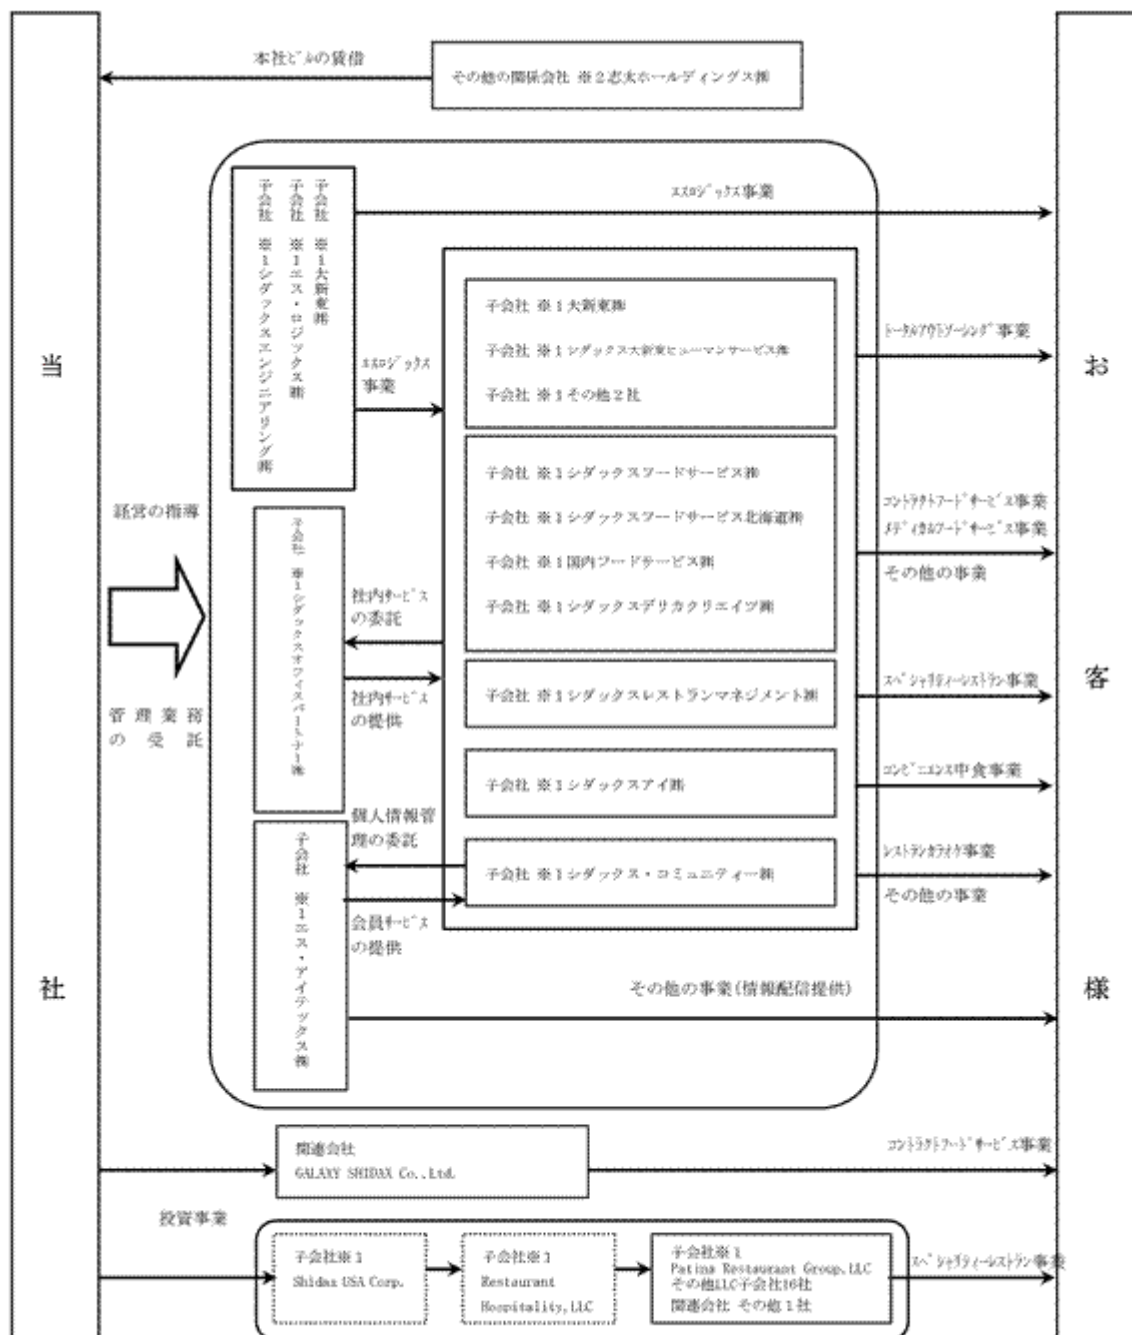 本社ビルの賃借
その他の関係会社 ※2志太ホールディングス㈱
当
社
経営の指導
管理業務
の受託
子会社 ※1大新東㈱
子会社 ※1エス・ロジックス㈱
子会社 ※1シダックスエンジニアリング㈱
エスロジックス事業
エスロジックス
事業
子会社 ※1大新東㈱
子会社 ※1シダックス大新東ヒューマンサービス㈱
子会社 ※1その他2社
トータルアウトソーシング事業
子会社 ※1シダックスフードサービス㈱
子会社 ※1シダックスフードサービス北海道㈱
子会社 ※1国内フードサービス㈱
子会社 ※1シダックスデリカクリエイツ㈱
コントラクトフードサービス事業
メディカルフードサービス事業
その他の事業
子会社 ※1シダックスオフィスパートナー㈱
社内サービス
の委託
社内サービス
の提供
子会社 ※1シダックスレストランマネジメント㈱
スペシャリティーレストラン事業
子会社 ※1シダックスアイ㈱
コンビニエンス中食事業
個人情報管
理の委託
子会社 ※1シダックス・コミュニティー㈱
レストランカラオケ事業
その他の事業
子会社 ※1エス・アイテックス㈱
会員サービス
の提供
その他の事業(情報配信提供)
お
客
様
関連会社
GALAXY SHIDAX Co.,Ltd.
コントラクトフードサービス事業
投資事業
子会社※1
Shidax USA Corp.
子会社※1
Restaurant
Hospitality,LLC
子会社※1
Patina Restaurant Group,LLC
その他LLC子会社16社
関連会社 その他1社
スペシャリティーレストラン事業